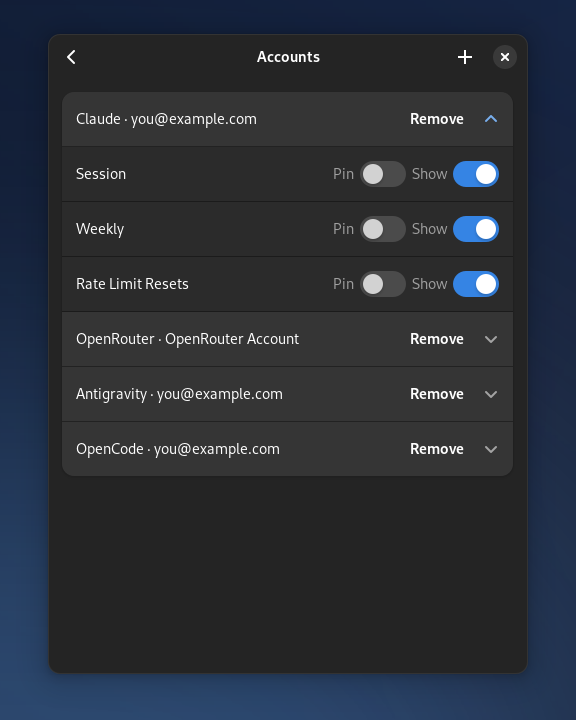 Accounts
Claude · you@example.com Remove
Session Pin Show
Weekly Pin Show
Rate Limit Resets Pin Show
OpenRouter · OpenRouter Account Remove
Antigravity · you@example.com Remove
OpenCode · you@example.com Remove